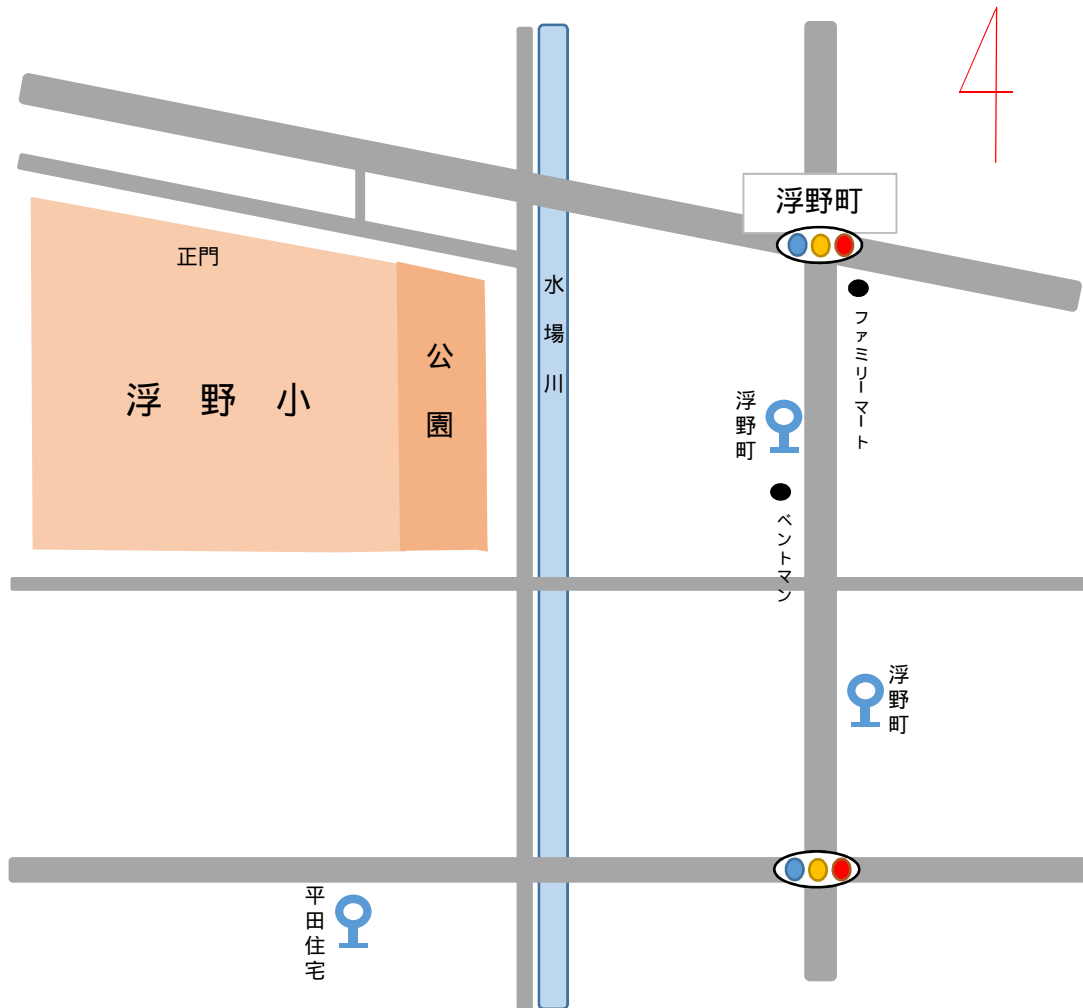 浮野町
正門
水場川
ファミリーマート
公園
浮野小
浮野町
ベントマン
浮野町
平田住宅